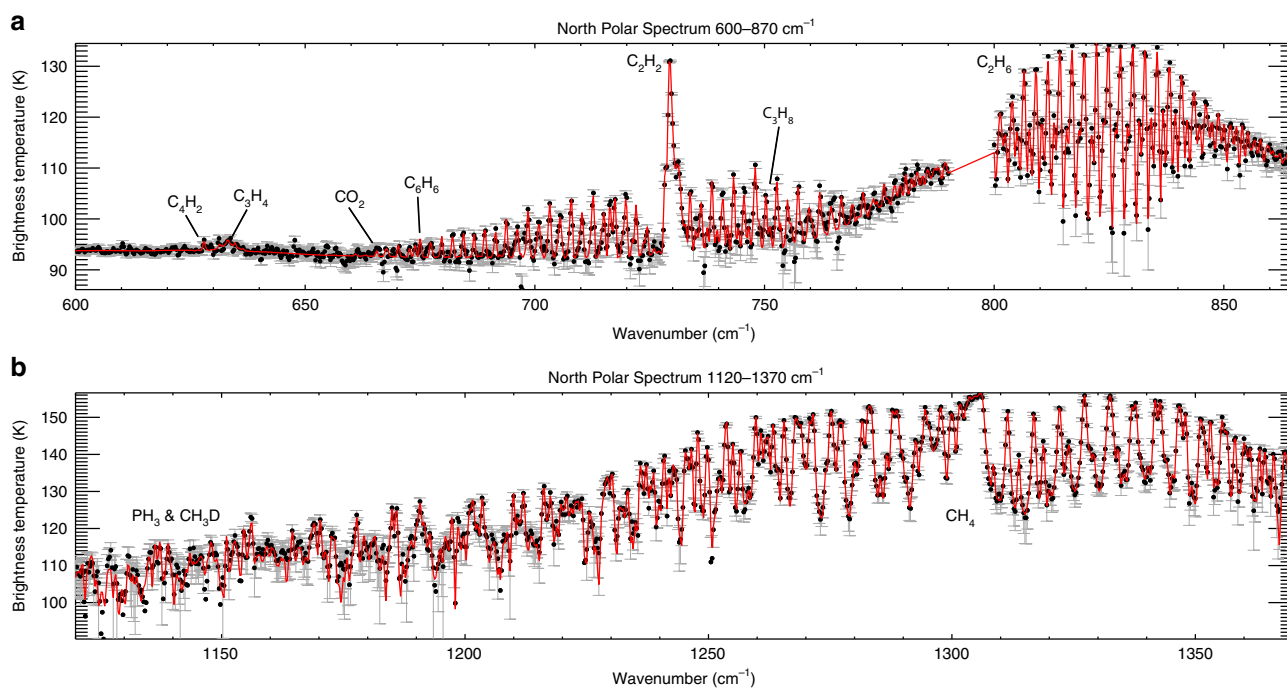 a
North Polar Spectrum 600–870 cm⁻¹
Brightness temperature (K)
130
120
110
100
90
C₄H₂
C₃H₄
CO₂
C₆H₆
C₂H₂
C₃H₈
C₂H₆
600
650
700
750
800
850
Wavenumber (cm⁻¹)
b
North Polar Spectrum 1120–1370 cm⁻¹
Brightness temperature (K)
150
140
130
120
110
100
PH₃ & CH₃D
CH₄
1150
1200
1250
1300
1350
Wavenumber (cm⁻¹)